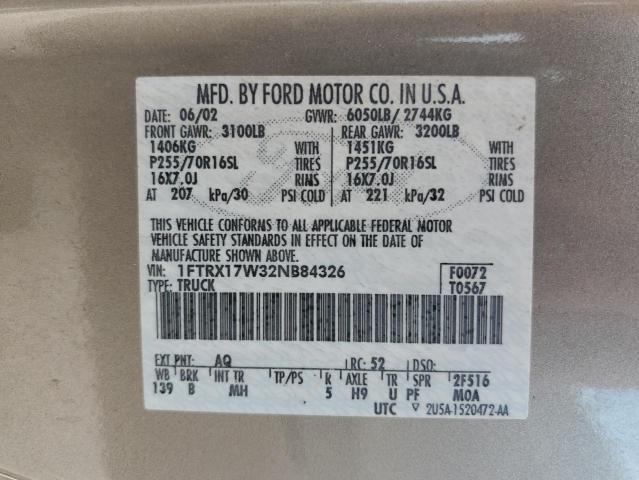 MFD. BY FORD MOTOR CO. IN U.S.A.
DATE: 06/02 GVWR: 6050LB/ 2744KG
FRONT GAWR: 3100LB REAR GAWR: 3200LB
1406KG WITH 1451KG WITH
P255/70R16SL TIRES P255/70R16SL TIRES
16X7.0J RIMS 16X7.0J RIMS
AT 207 kPa/30 PSI COLD AT 221 kPa/32 PSI COLD
THIS VEHICLE CONFORMS TO ALL APPLICABLE FEDERAL MOTOR
VEHICLE SAFETY STANDARDS IN EFFECT ON THE DATE OF
MANUFACTURE SHOWN ABOVE.
VIN: 1FTRX17W32NB84326 F0072
TYPE: TRUCK T0567
EXT PNT: AQ RC: 52 DSO:
WB BRK INT TR TP/PS R AXLE TR SPR 2F516
139 B MH 5 H9 U PF MOA
UTC ▽ 2U5A-1520472-AA